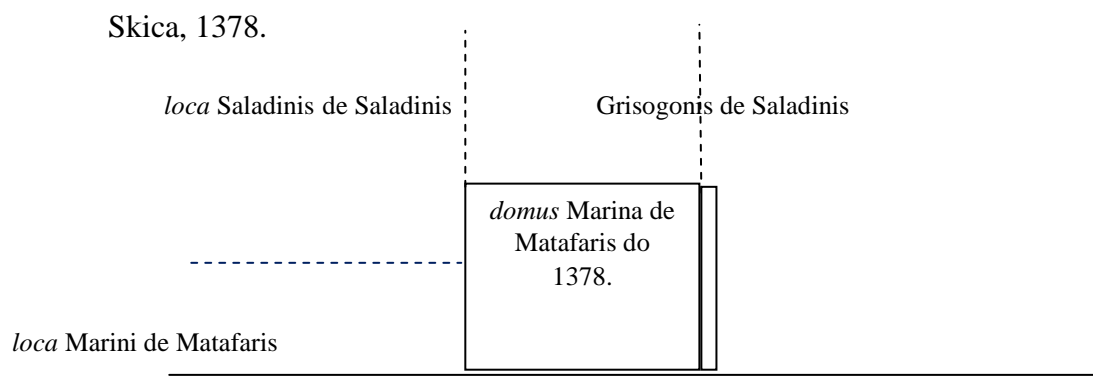 Skica, 1378.
loca Saladinis de Saladinis
Grisogonis de Saladinis
domus Marina de
Matafaris do
1378.
loca Marini de Matafaris